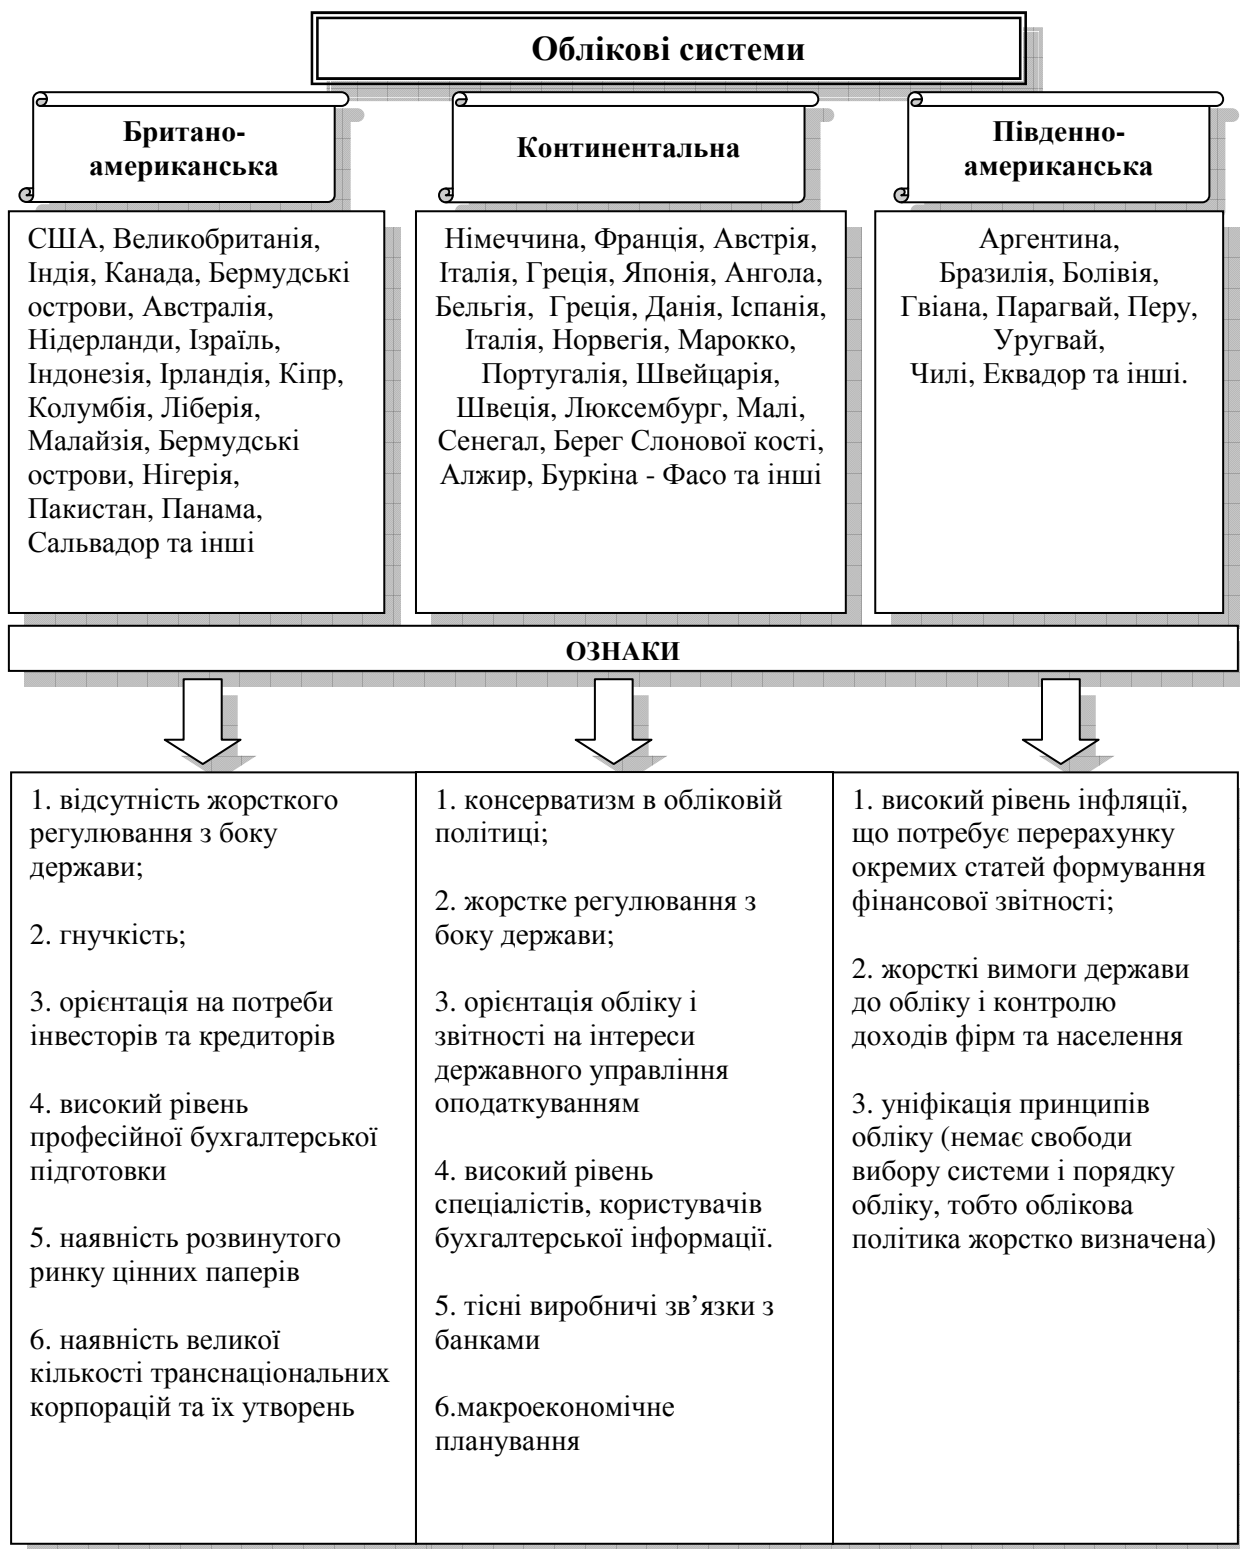 Облікові системи
Британо-
американська
Континентальна
Південно-
американська
США, Великобританія,
Індія, Канада, Бермудські
острови, Австралія,
Нідерланди, Ізраїль,
Індонезія, Ірландія, Кіпр,
Колумбія, Ліберія,
Малайзія, Бермудські
острови, Нігерія,
Пакистан, Панама,
Сальвадор та інші
Німеччина, Франція, Австрія,
Італія, Греція, Японія, Ангола,
Бельгія, Греція, Данія, Іспанія,
Італія, Норвегія, Марокко,
Португалія, Швейцарія,
Швеція, Люксембург, Малі,
Сенегал, Берег Слонової кості,
Алжир, Буркіна - Фасо та інші
Аргентина,
Бразилія, Болівія,
Гвіана, Парагвай, Перу,
Уругвай,
Чилі, Еквадор та інші.
ОЗНАКИ
1. відсутність жорсткого
регулювання з боку
держави;
2. гнучкість;
3. орієнтація на потреби
інвесторів та кредиторів
4. високий рівень
професійної бухгалтерської
підготовки
5. наявність розвинутого
ринку цінних паперів
6. наявність великої
кількості транснаціональних
корпорацій та їх утворень
1. консерватизм в обліковій
політиці;
2. жорстке регулювання з
боку держави;
3. орієнтація обліку і
звітності на інтереси
державного управління
оподаткуванням
4. високий рівень
спеціалістів, користувачів
бухгалтерської інформації.
5. тісні виробничі зв’язки з
банками
6.макроекономічне
планування
1. високий рівень інфляції,
що потребує перерахунку
окремих статей формування
фінансової звітності;
2. жорсткі вимоги держави
до обліку і контролю
доходів фірм та населення
3. уніфікація принципів
обліку (немає свободи
вибору системи і порядку
обліку, тобто облікова
політика жорстко визначена)